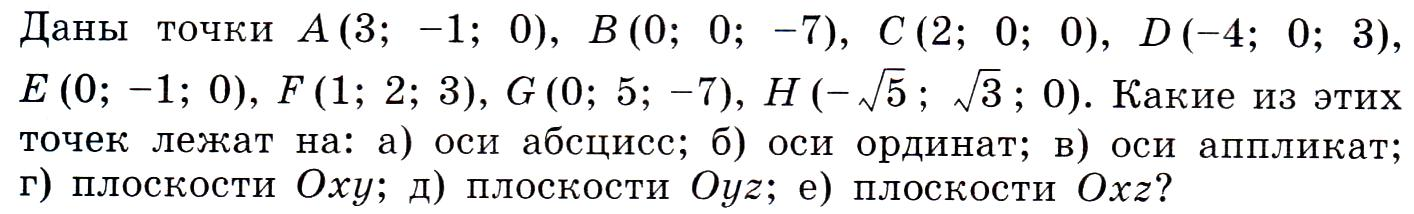 Даны точки A (3; −1; 0), B (0; 0; −7), C (2; 0; 0), D (−4; 0; 3),
E (0; −1; 0), F (1; 2; 3), G (0; 5; −7), H (−√5 ; √3 ; 0). Какие из этих
точек лежат на: а) оси абсцисс; б) оси ординат; в) оси аппликат;
г) плоскости Oxy; д) плоскости Oyz; е) плоскости Oxz?